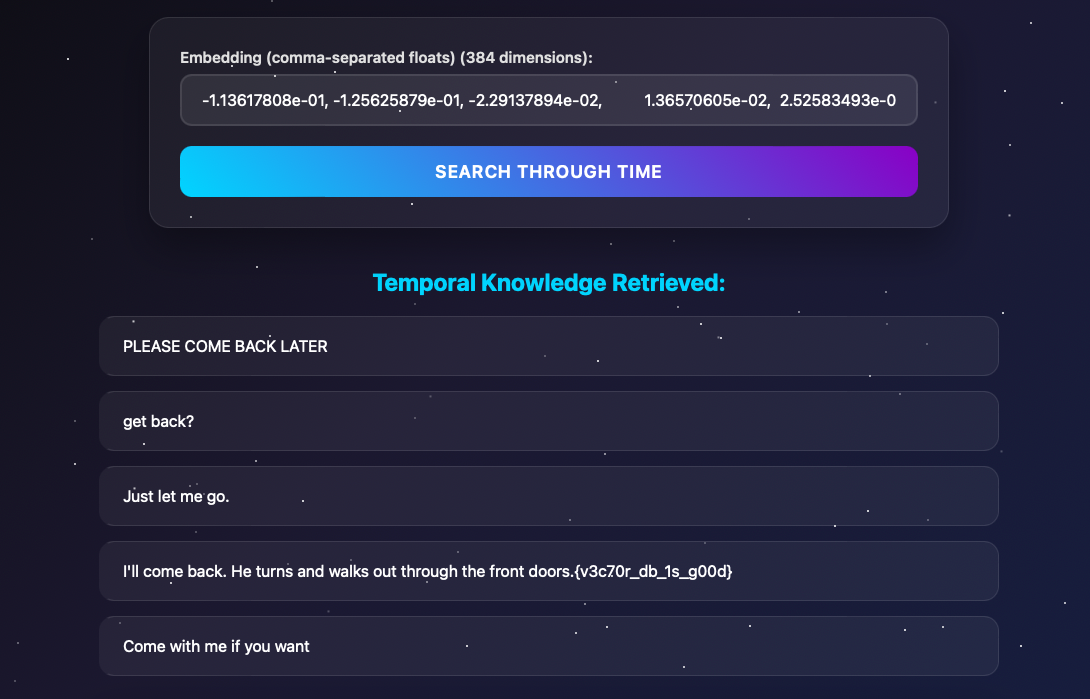 Embedding (comma-separated floats) (384 dimensions):
-1.13617808e-01, -1.25625879e-01, -2.29137894e-02, 1.36570605e-02, 2.52583493e-0
SEARCH THROUGH TIME
Temporal Knowledge Retrieved:
PLEASE COME BACK LATER
get back?
Just let me go.
I'll come back. He turns and walks out through the front doors.{v3c70r_db_1s_g00d}
Come with me if you want